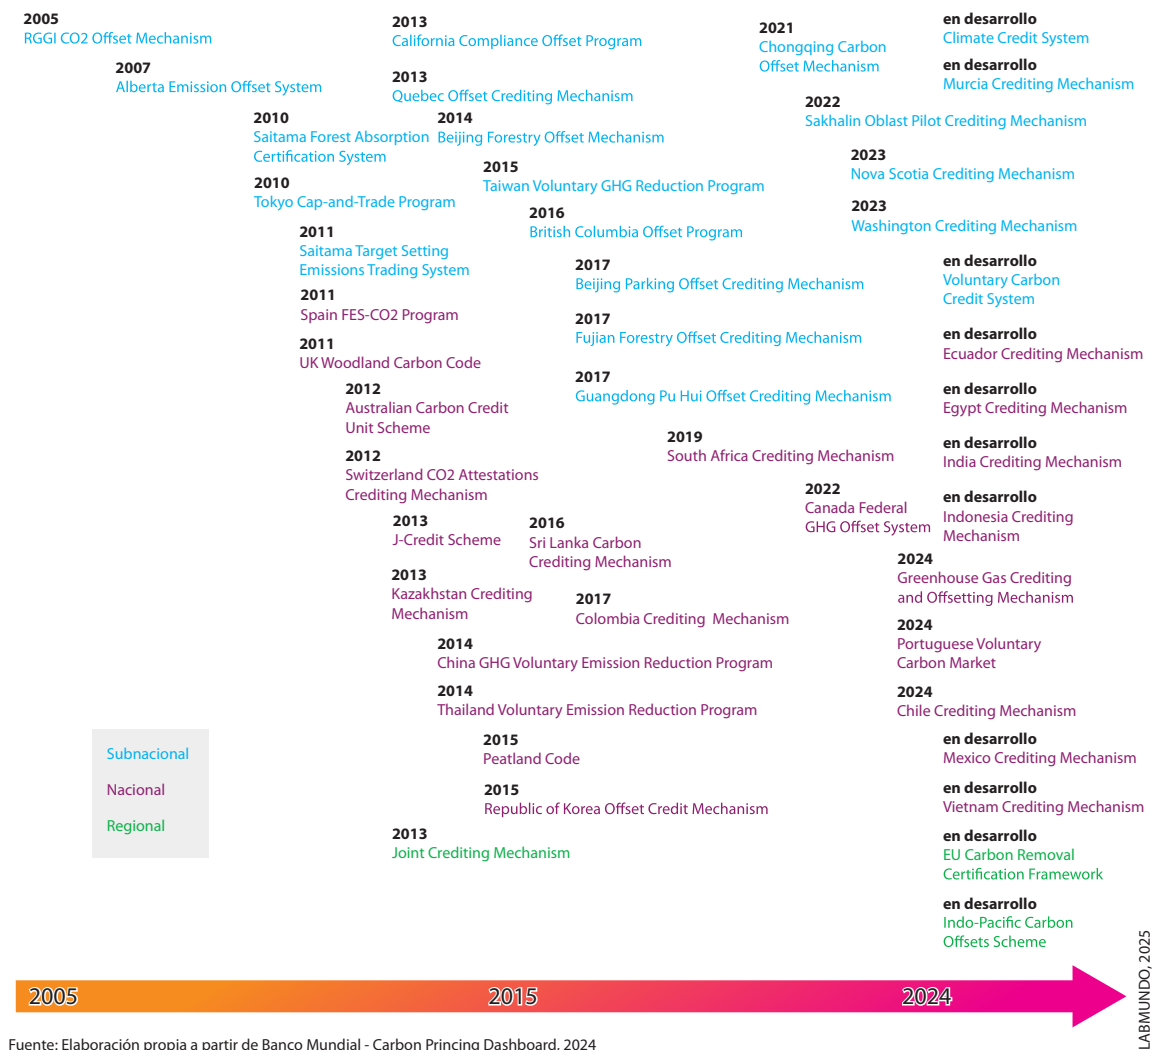 2005
RGGI CO2 Offset Mechanism
2007
Alberta Emission Offset System
2010
Saitama Forest Absorption
Certification System
2010
Tokyo Cap-and-Trade Program
2011
Saitama Target Setting
Emissions Trading System
2011
Spain FES-CO2 Program
2011
UK Woodland Carbon Code
2012
Australian Carbon Credit
Unit Scheme
2012
Switzerland CO2 Attestations
Crediting Mechanism
2013
California Compliance Offset Program
2013
Quebec Offset Crediting Mechanism
2014
Beijing Forestry Offset Mechanism
2015
Taiwan Voluntary GHG Reduction Program
2016
British Columbia Offset Program
2017
Beijing Parking Offset Crediting Mechanism
2017
Fujian Forestry Offset Crediting Mechanism
2017
Guangdong Pu Hui Offset Crediting Mechanism
2019
South Africa Crediting Mechanism
2013
J-Credit Scheme
2016
Sri Lanka Carbon
Crediting Mechanism
2013
Kazakhstan Crediting
Mechanism
2017
Colombia Crediting Mechanism
2014
China GHG Voluntary Emission Reduction Program
2014
Thailand Voluntary Emission Reduction Program
2015
Peatland Code
2015
Republic of Korea Offset Credit Mechanism
2013
Joint Crediting Mechanism
2021
Chongqing Carbon
Offset Mechanism
2022
Sakhalin Oblast Pilot Crediting Mechanism
2023
Nova Scotia Crediting Mechanism
2023
Washington Crediting Mechanism
2022
Canada Federal
GHG Offset System
en desarrollo
Climate Credit System
en desarrollo
Murcia Crediting Mechanism
en desarrollo
Voluntary Carbon
Credit System
en desarrollo
Ecuador Crediting Mechanism
en desarrollo
Egypt Crediting Mechanism
en desarrollo
India Crediting Mechanism
en desarrollo
Indonesia Crediting
Mechanism
2024
Greenhouse Gas Crediting
and Offsetting Mechanism
2024
Portuguese Voluntary
Carbon Market
2024
Chile Crediting Mechanism
en desarrollo
Mexico Crediting Mechanism
en desarrollo
Vietnam Crediting Mechanism
en desarrollo
EU Carbon Removal
Certification Framework
en desarrollo
Indo-Pacific Carbon
Offsets Scheme
Subnacional
Nacional
Regional
2005
2015
2024
LABMUNDO, 2025
Fuente: Elaboración propia a partir de Banco Mundial - Carbon Princing Dashboard, 2024